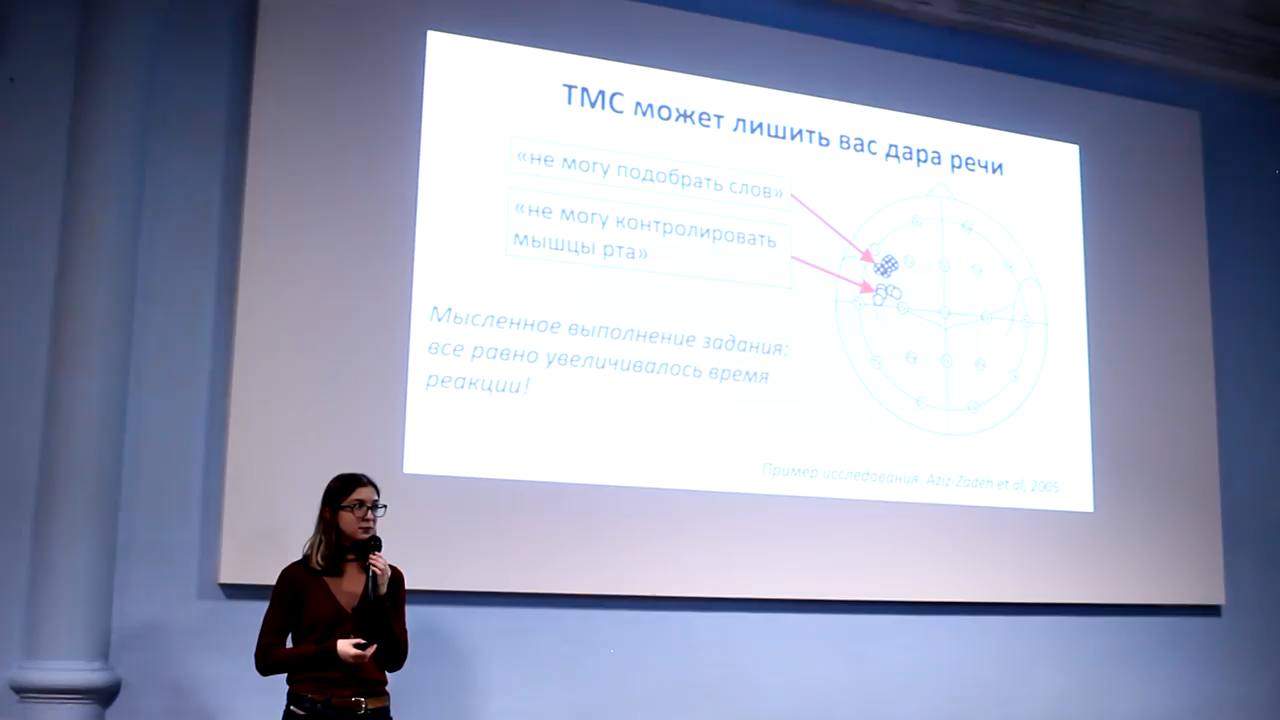 ТМС может лишить вас дара речи
«не могу подобрать слов»
«не могу контролировать
мышцы рта»
Мысленное выполнение задания:
все равно увеличивалось время
реакции!
Пример исследования: Aziz-Zadeh et al, 2005